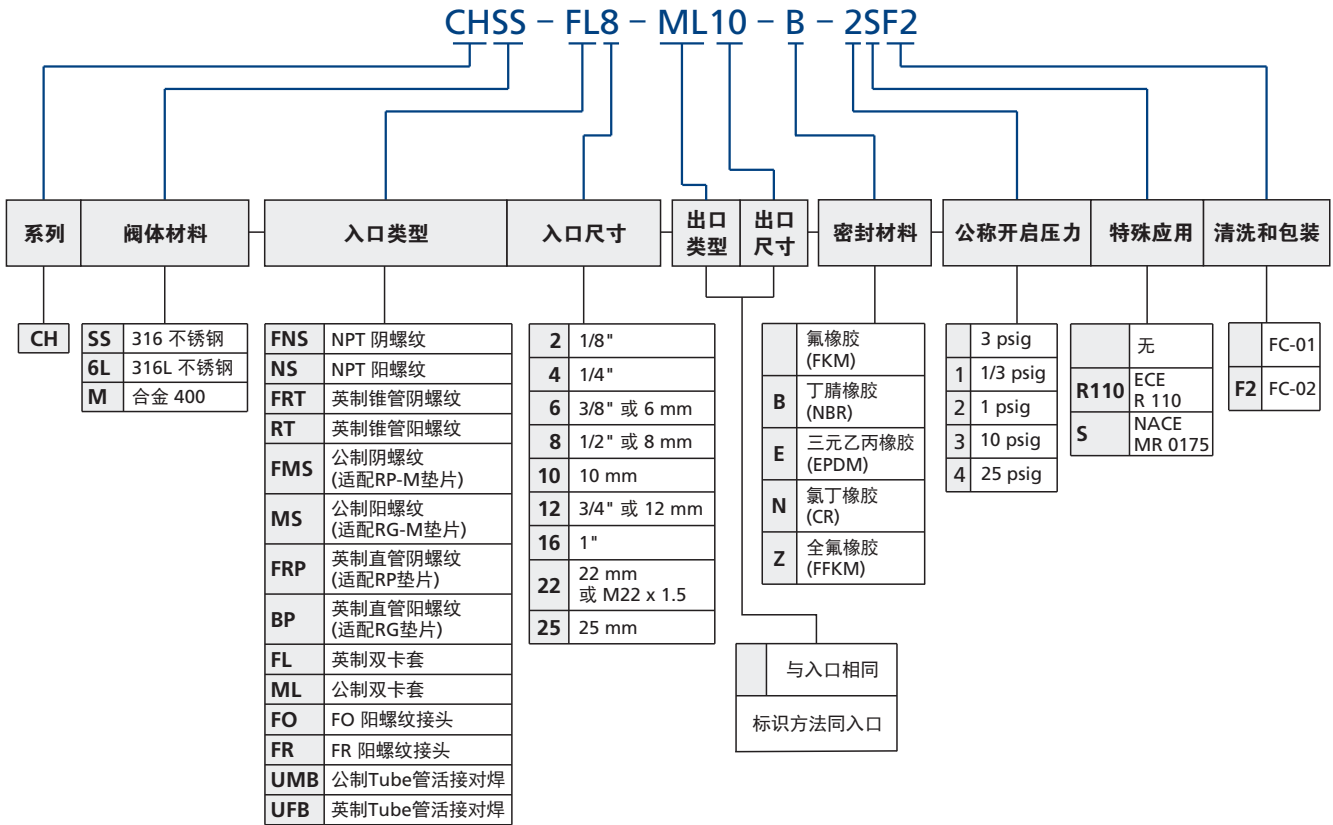 CHSS – FL8 – ML10 – B – 2SF2
系列
阀体材料
入口类型
入口尺寸
出口
类型
出口
尺寸
密封材料
公称开启压力
特殊应用
清洗和包装
CH
SS 316 不锈钢
6L 316L 不锈钢
M 合金 400
FNS NPT 阴螺纹
NS NPT 阳螺纹
FRT 英制锥管阴螺纹
RT 英制锥管阳螺纹
FMS 公制阴螺纹
(适配RP-M垫片)
MS 公制阳螺纹
(适配RG-M垫片)
FRP 英制直管阴螺纹
(适配RP垫片)
BP 英制直管阳螺纹
(适配RG垫片)
FL 英制双卡套
ML 公制双卡套
FO FO 阳螺纹接头
FR FR 阳螺纹接头
UMB 公制Tube管活接对焊
UFB 英制Tube管活接对焊
2 1/8"
4 1/4"
6 3/8" 或 6 mm
8 1/2" 或 8 mm
10 10 mm
12 3/4" 或 12 mm
16 1"
22 22 mm
或 M22 x 1.5
25 25 mm
与入口相同
标识方法同入口
氟橡胶
(FKM)
B 丁腈橡胶
(NBR)
E 三元乙丙橡胶
(EPDM)
N 氯丁橡胶
(CR)
Z 全氟橡胶
(FFKM)
3 psig
1 1/3 psig
2 1 psig
3 10 psig
4 25 psig
无
R110 ECE
R 110
S NACE
MR 0175
FC-01
F2 FC-02